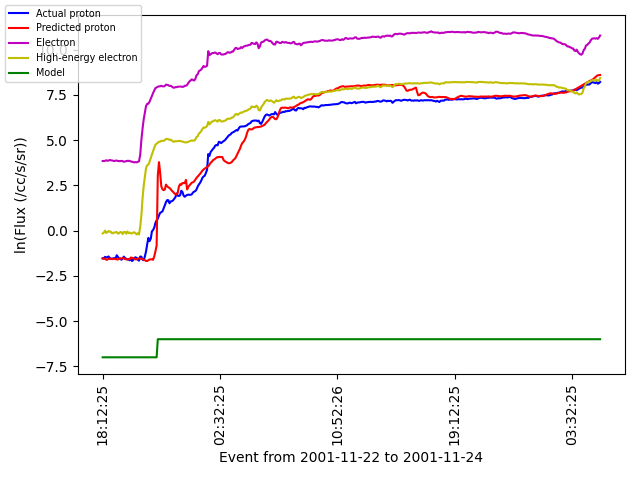 Actual proton
Predicted proton
Electron
High-energy electron
Model
10.0
7.5
5.0
2.5
0.0
−2.5
−5.0
−7.5
ln(Flux (/cc/s/sr))
18:12:25
02:32:25
10:52:26
19:12:25
03:32:25
Event from 2001-11-22 to 2001-11-24